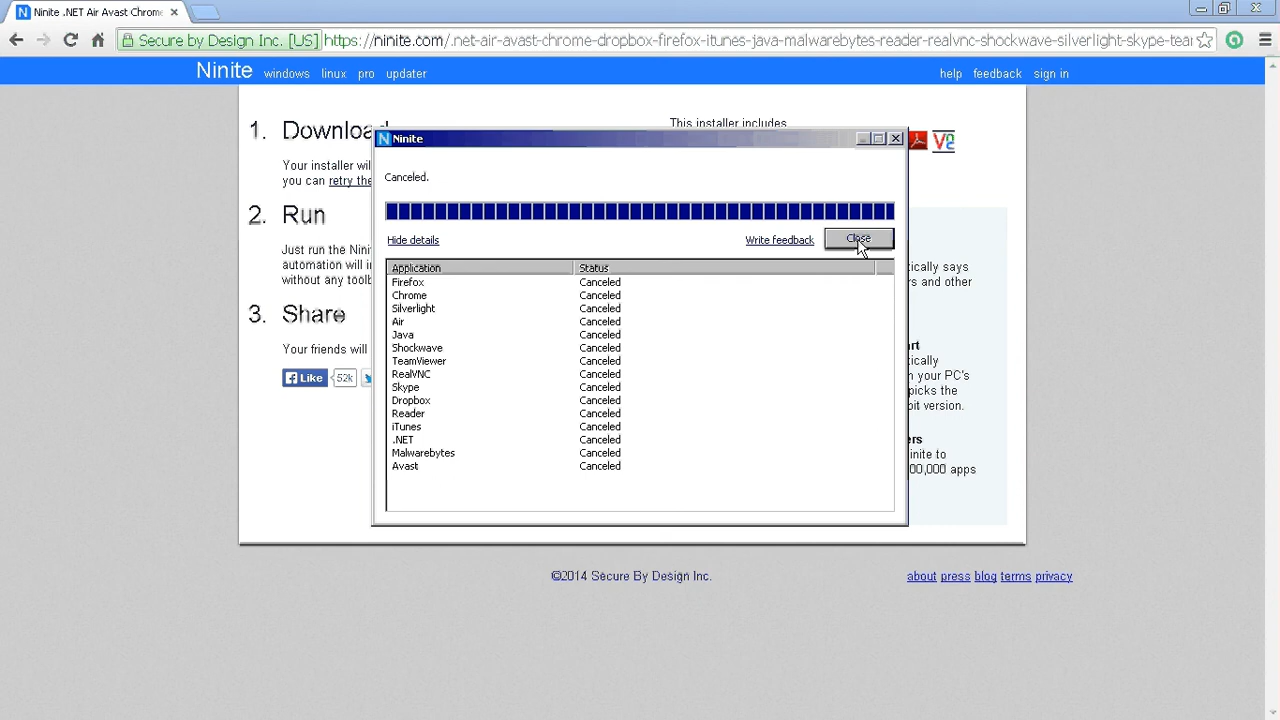 Ninite .NET Air Avast Chrom
Secure by Design Inc. [US] https://ninite.com/.net-air-avast-chrome-dropbox-firefox-itunes-java-malwarebytes-reader-realvnc-shockwave-silverlight-skype-tear
Ninite windows linux pro updater help feedback sign in
1. Download
This installer includes
Your installer wil
you can retry the
2. Run
Just run the Nini
automation will in
without any toolb
3. Share
Your friends will
Like 52k
Ninite
Canceled.
Hide details Write feedback Close
Application Status
Firefox Canceled
Chrome Canceled
Silverlight Canceled
Air Canceled
Java Canceled
Shockwave Canceled
TeamViewer Canceled
RealVNC Canceled
Skype Canceled
Dropbox Canceled
Reader Canceled
iTunes Canceled
.NET Canceled
Malwarebytes Canceled
Avast Canceled
ically says
rs and other
rt
ically
n your PC's
picks the
bit version.
ers
inite to
00,000 apps
©2014 Secure By Design Inc. about press blog terms privacy